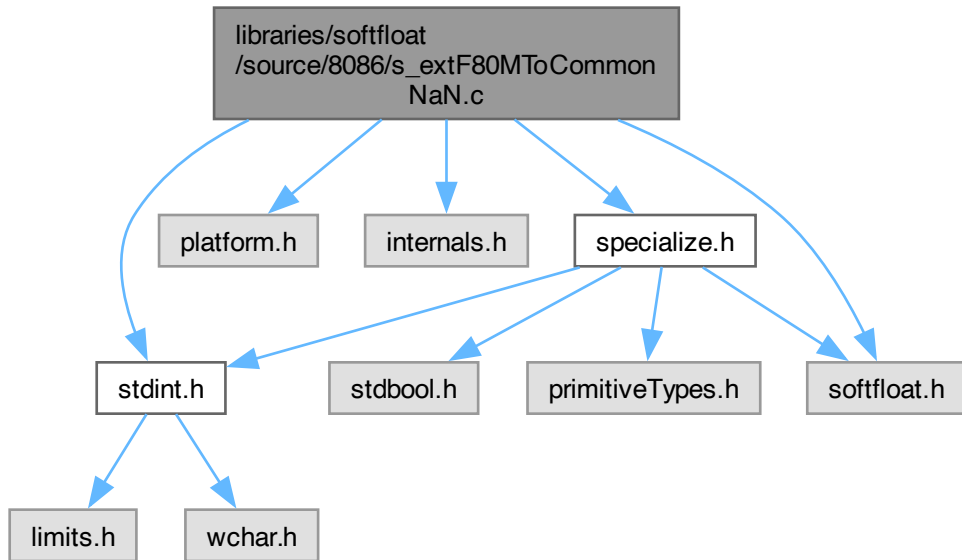 libraries/softfloat
/source/8086/s_extF80MToCommon
NaN.c
platform.h
internals.h
specialize.h
stdint.h
stdbool.h
primitiveTypes.h
softfloat.h
limits.h
wchar.h